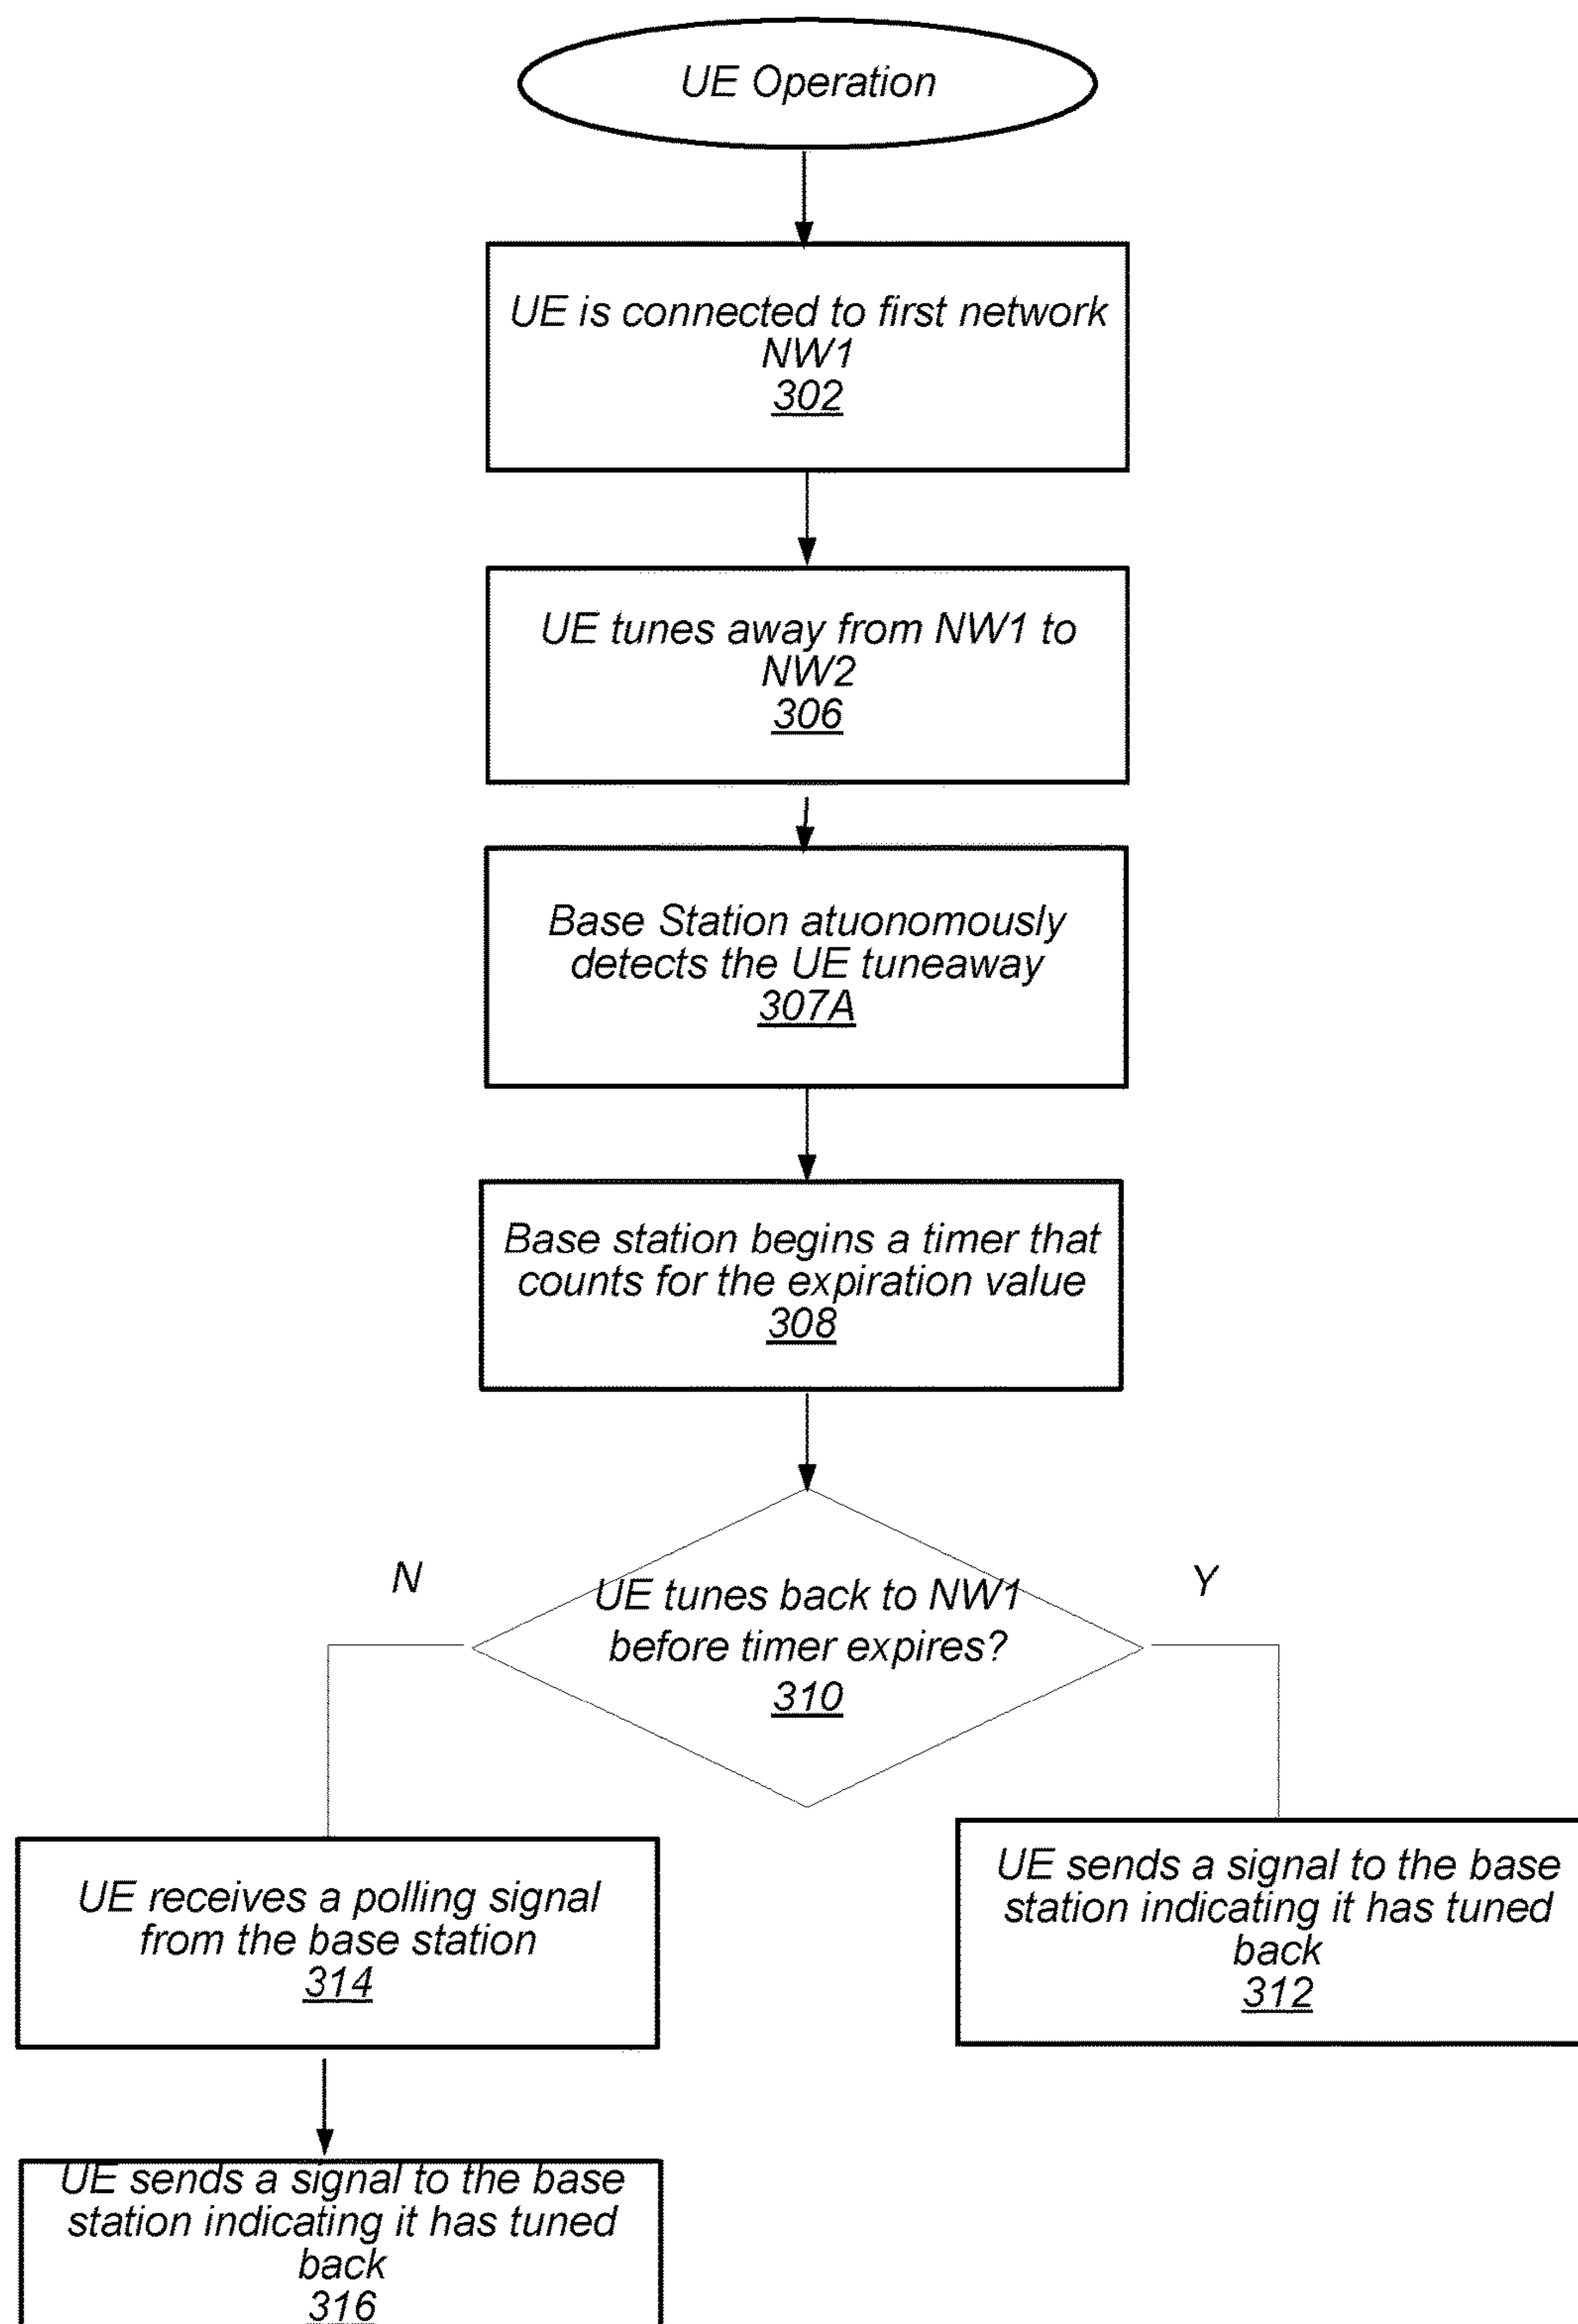 UE Operation
UE is connected to first network
NW1
302
UE tunes away from NW1 to
NW2
306
Base Station atuonomously
detects the UE tuneaway
307A
Base station begins a timer that
counts for the expiration value
308
N
Y
UE tunes back to NW1
before timer expires?
310
UE receives a polling signal
from the base station
314
UE sends a signal to the base
station indicating it has tuned
back
312
UE sends a signal to the base
station indicating it has tuned
back
316